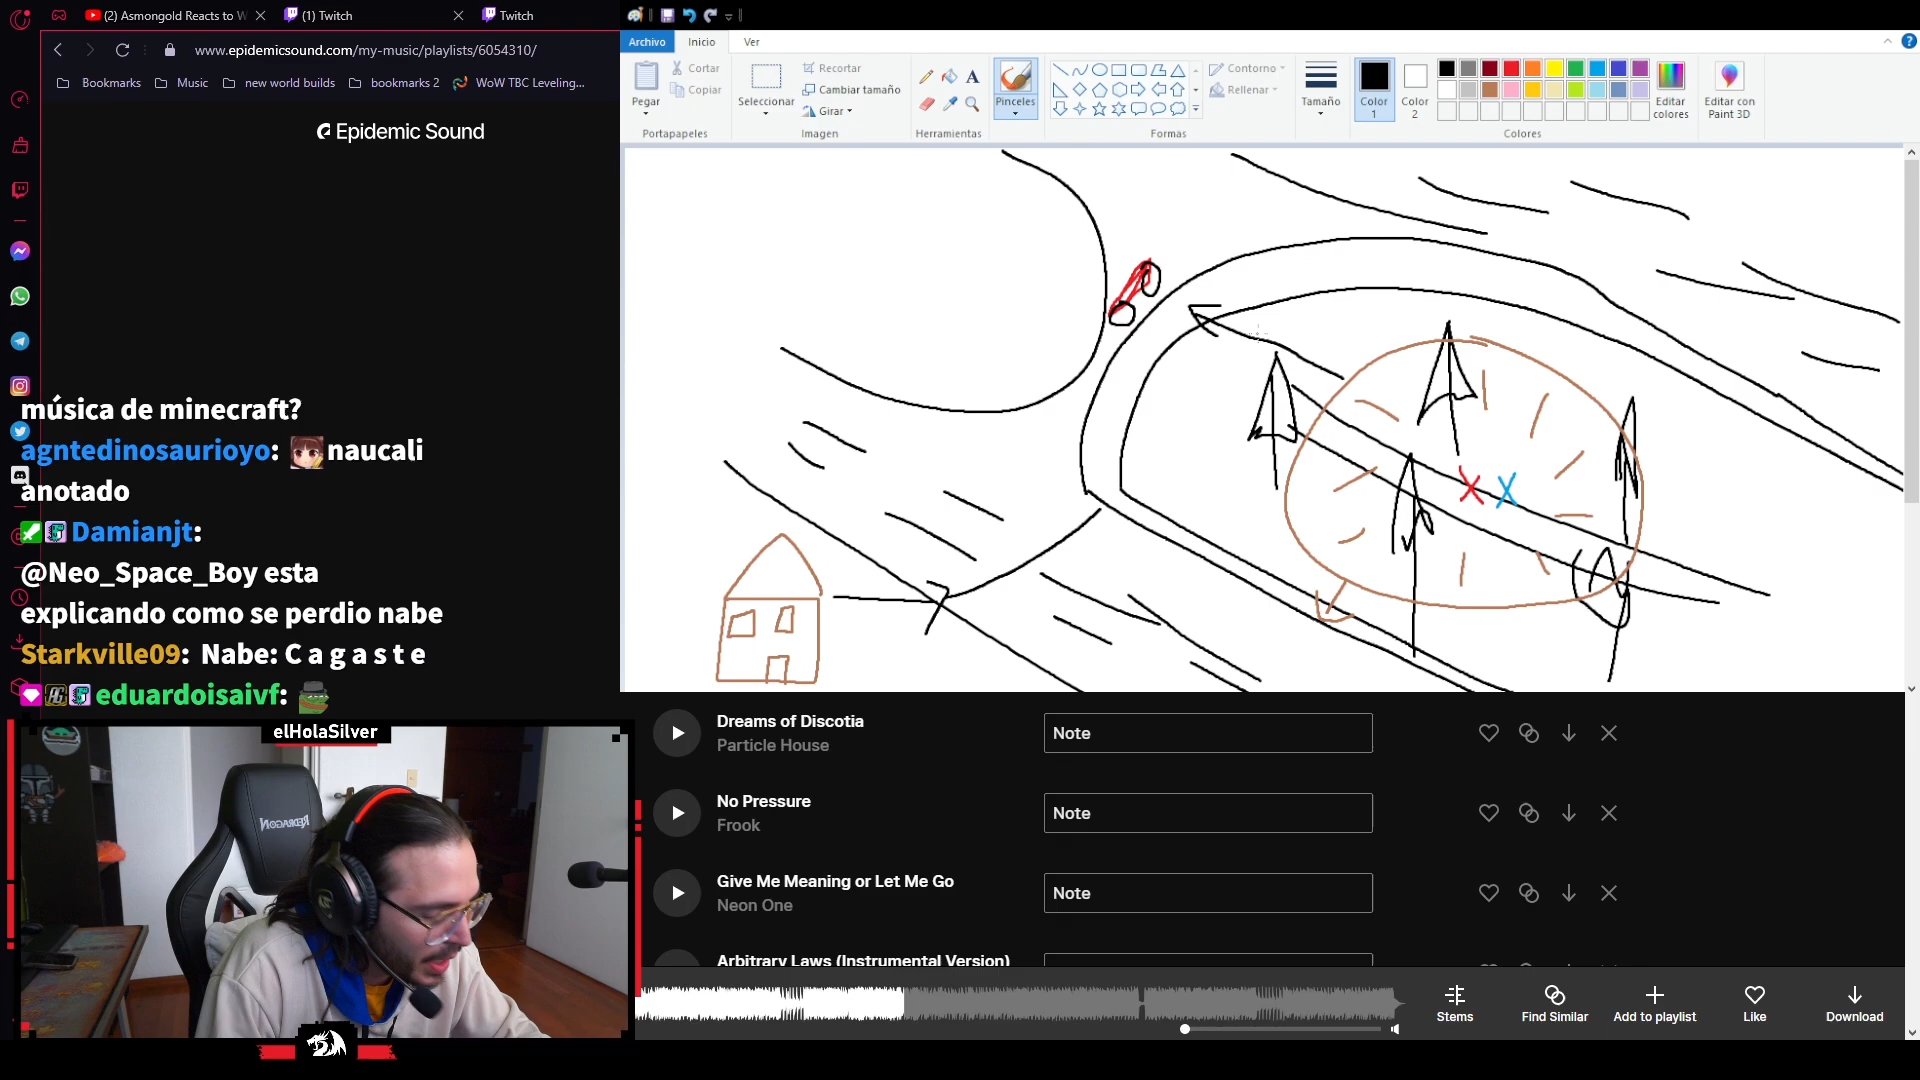 (2) Asmongold Reacts to W
(1) Twitch
Twitch
www.epidemicsound.com/my-music/playlists/6054310/
Bookmarks
Music
new world builds
bookmarks 2
WoW TBC Leveling...
Epidemic Sound
Archivo
Inicio
Ver
Pegar
Cortar
Copiar
Portapapeles
Seleccionar
Recortar
Cambiar tamaño
Girar
Imagen
A
Herramientas
Pinceles
Formas
Contorno
Rellenar
Tamaño
Color
1
Color
2
Editar
colores
Editar con
Paint 3D
Colores
música de minecraft?
agntedinosaurioyo: naucali
anotado
Damianjt:
@Neo_Space_Boy esta
explicando como se perdio nabe
Starkville09: Nabe: C a g a s t e
eduardoisaivf:
elHolaSilver
REDRAGON
Dreams of Discotia
Particle House
Note
No Pressure
Frook
Note
Give Me Meaning or Let Me Go
Neon One
Note
Arbitrary Laws (Instrumental Version)
Stems
Find Similar
Add to playlist
Like
Download